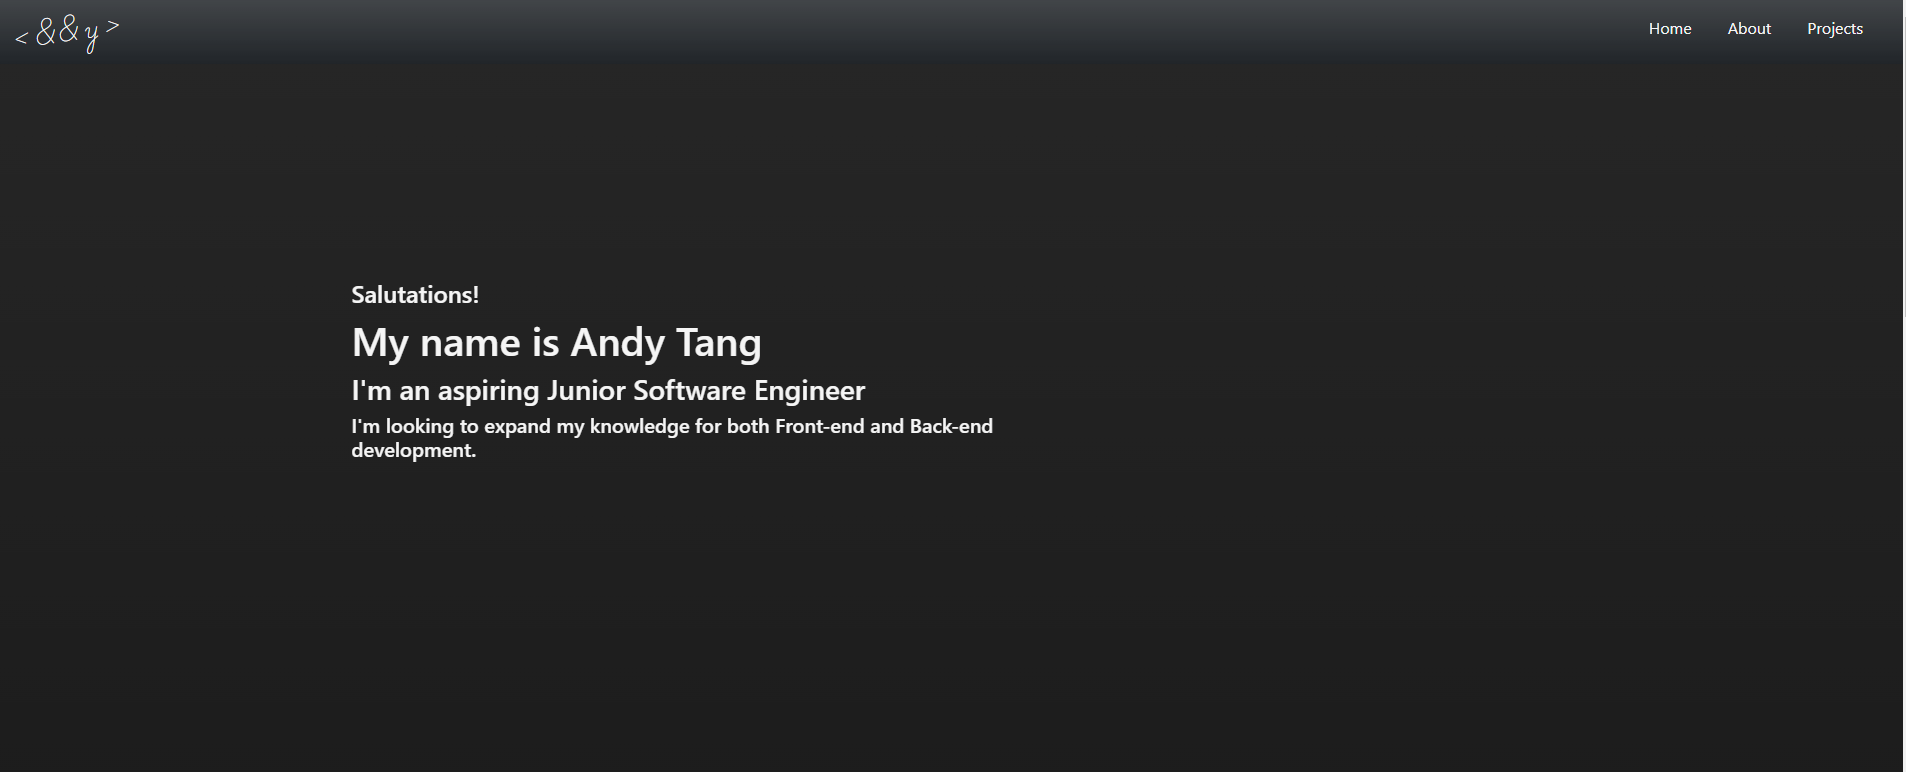 <&&y>
Home About Projects
Salutations!
My name is Andy Tang
I'm an aspiring Junior Software Engineer
I'm looking to expand my knowledge for both Front-end and Back-end
development.